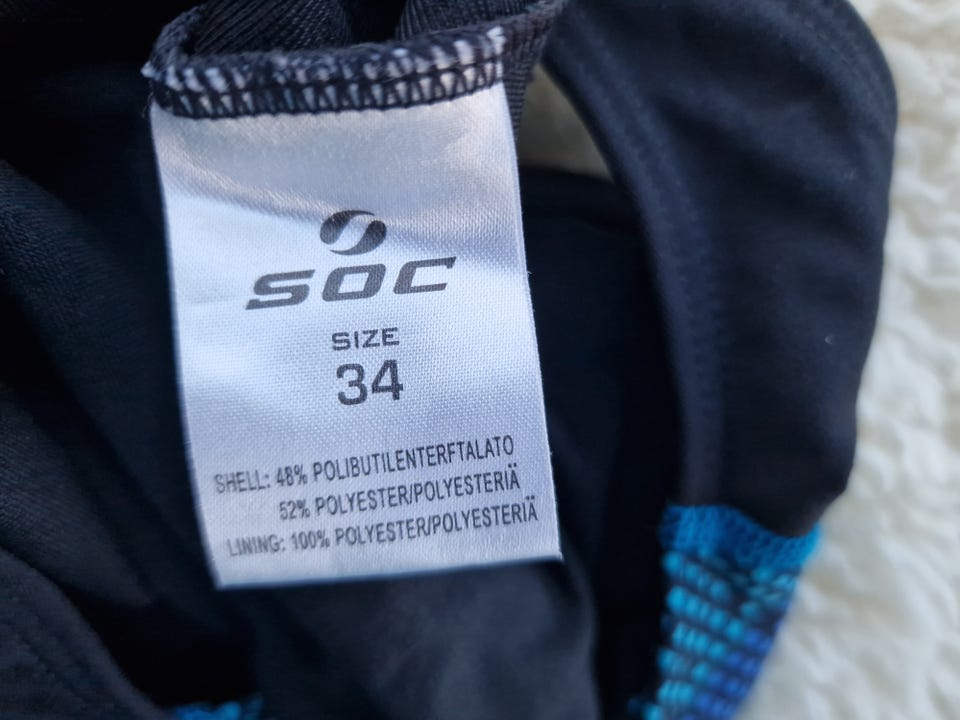 SOC
SIZE
34
SHELL: 48% POLIBUTILENTERFTALATO
52% POLYESTER/POLYESTERIÄ
LINING: 100% POLYESTER/POLYESTERIÄ